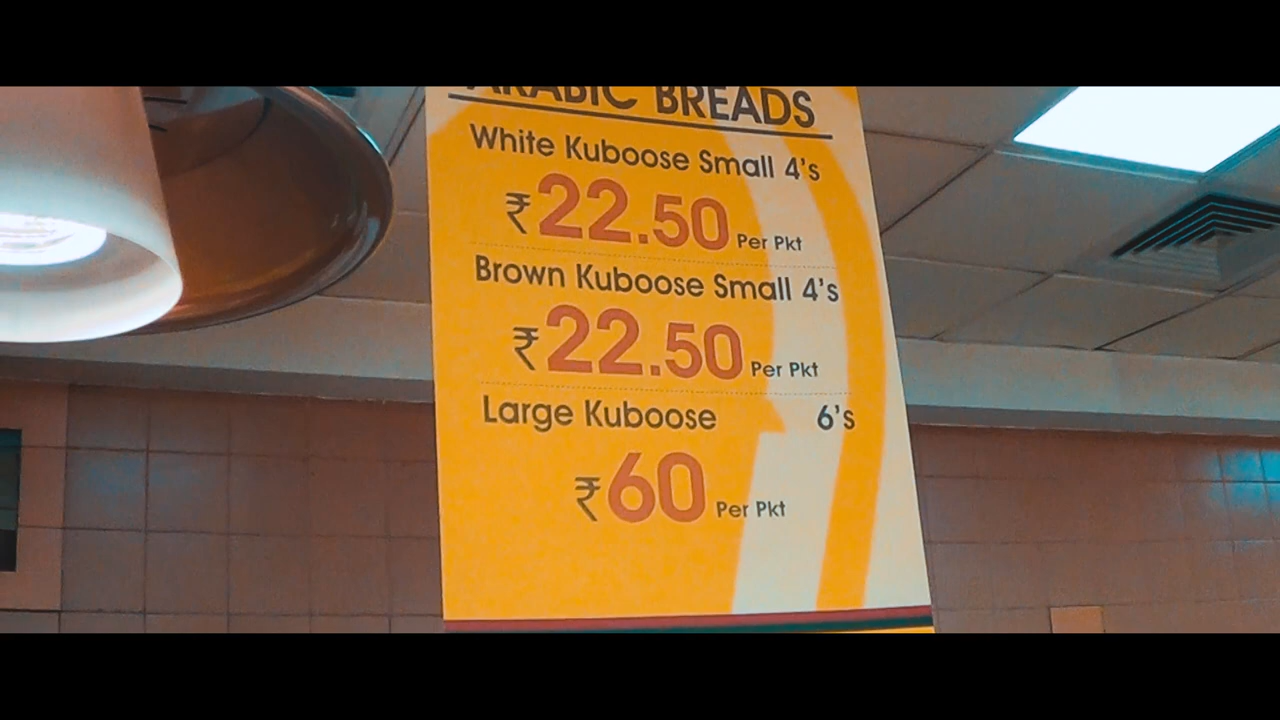 ARABIC BREADS
White Kuboose Small 4's
₹22.50 Per Pkt
Brown Kuboose Small 4's
₹22.50 Per Pkt
Large Kuboose 6's
₹60 Per Pkt